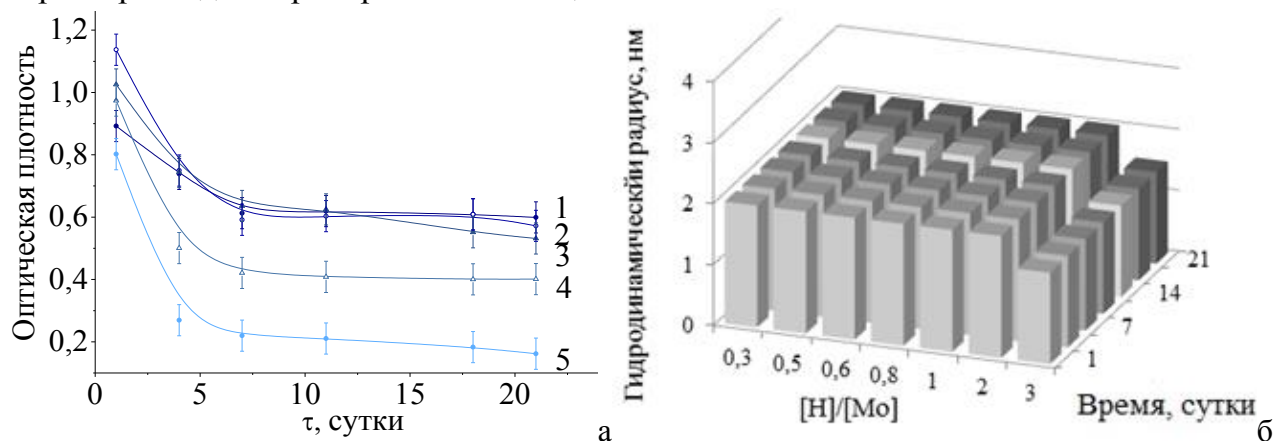 1,2
1,0
0,8
0,6
0,4
0,2
Оптическая плотность
0 5 10 15 20
τ, сутки
1
2
3
4
5
а
Гидродинамический радиус, нм
4
3
2
1
0
0,3 0,5 0,6 0,8 1 2 3
[H]/[Mo]
1 7 14 21
Время, сутки
б